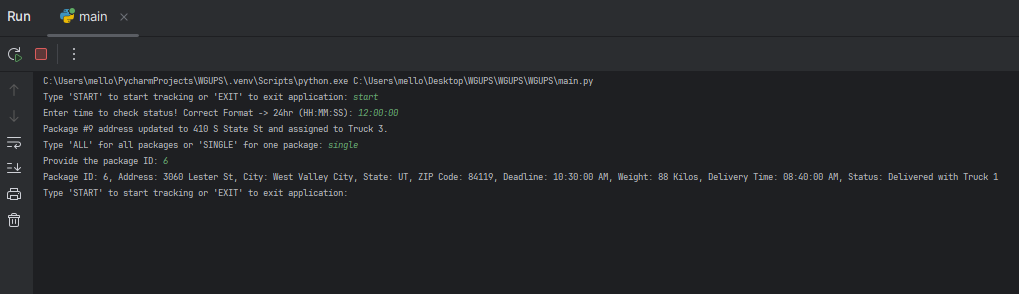 Run main
C:\Users\mello\PycharmProjects\WGUPS\.venv\Scripts\python.exe C:\Users\mello\Desktop\WGUPS\WGUPS\WGUPS\main.py
Type 'START' to start tracking or 'EXIT' to exit application: start
Enter time to check status! Correct Format -> 24hr (HH:MM:SS): 12:00:00
Package #9 address updated to 410 S State St and assigned to Truck 3.
Type 'ALL' for all packages or 'SINGLE' for one package: single
Provide the package ID: 6
Package ID: 6, Address: 3060 Lester St, City: West Valley City, State: UT, ZIP Code: 84119, Deadline: 10:30:00 AM, Weight: 88 Kilos, Delivery Time: 08:40:00 AM, Status: Delivered with Truck 1
Type 'START' to start tracking or 'EXIT' to exit application: